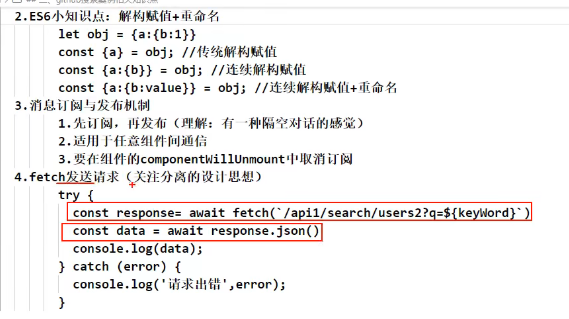 2.ES6小知识点：解构赋值+重命名
let obj = {a:{b:1}}
const {a} = obj; //传统解构赋值
const {a:{b}} = obj; //连续解构赋值
const {a:{b:value}} = obj; //连续解构赋值+重命名
3.消息订阅与发布机制
1.先订阅，再发布（理解：有一种隔空对话的感觉）
2.适用于任意组件间通信
3.要在组件的componentWillUnmount中取消订阅
4.fetch发送请求（关注分离的设计思想）
try {
const response= await fetch(`/api1/search/users2?q=${keyWord}`)
const data = await response.json()
console.log(data);
} catch (error) {
console.log('请求出错',error);
}